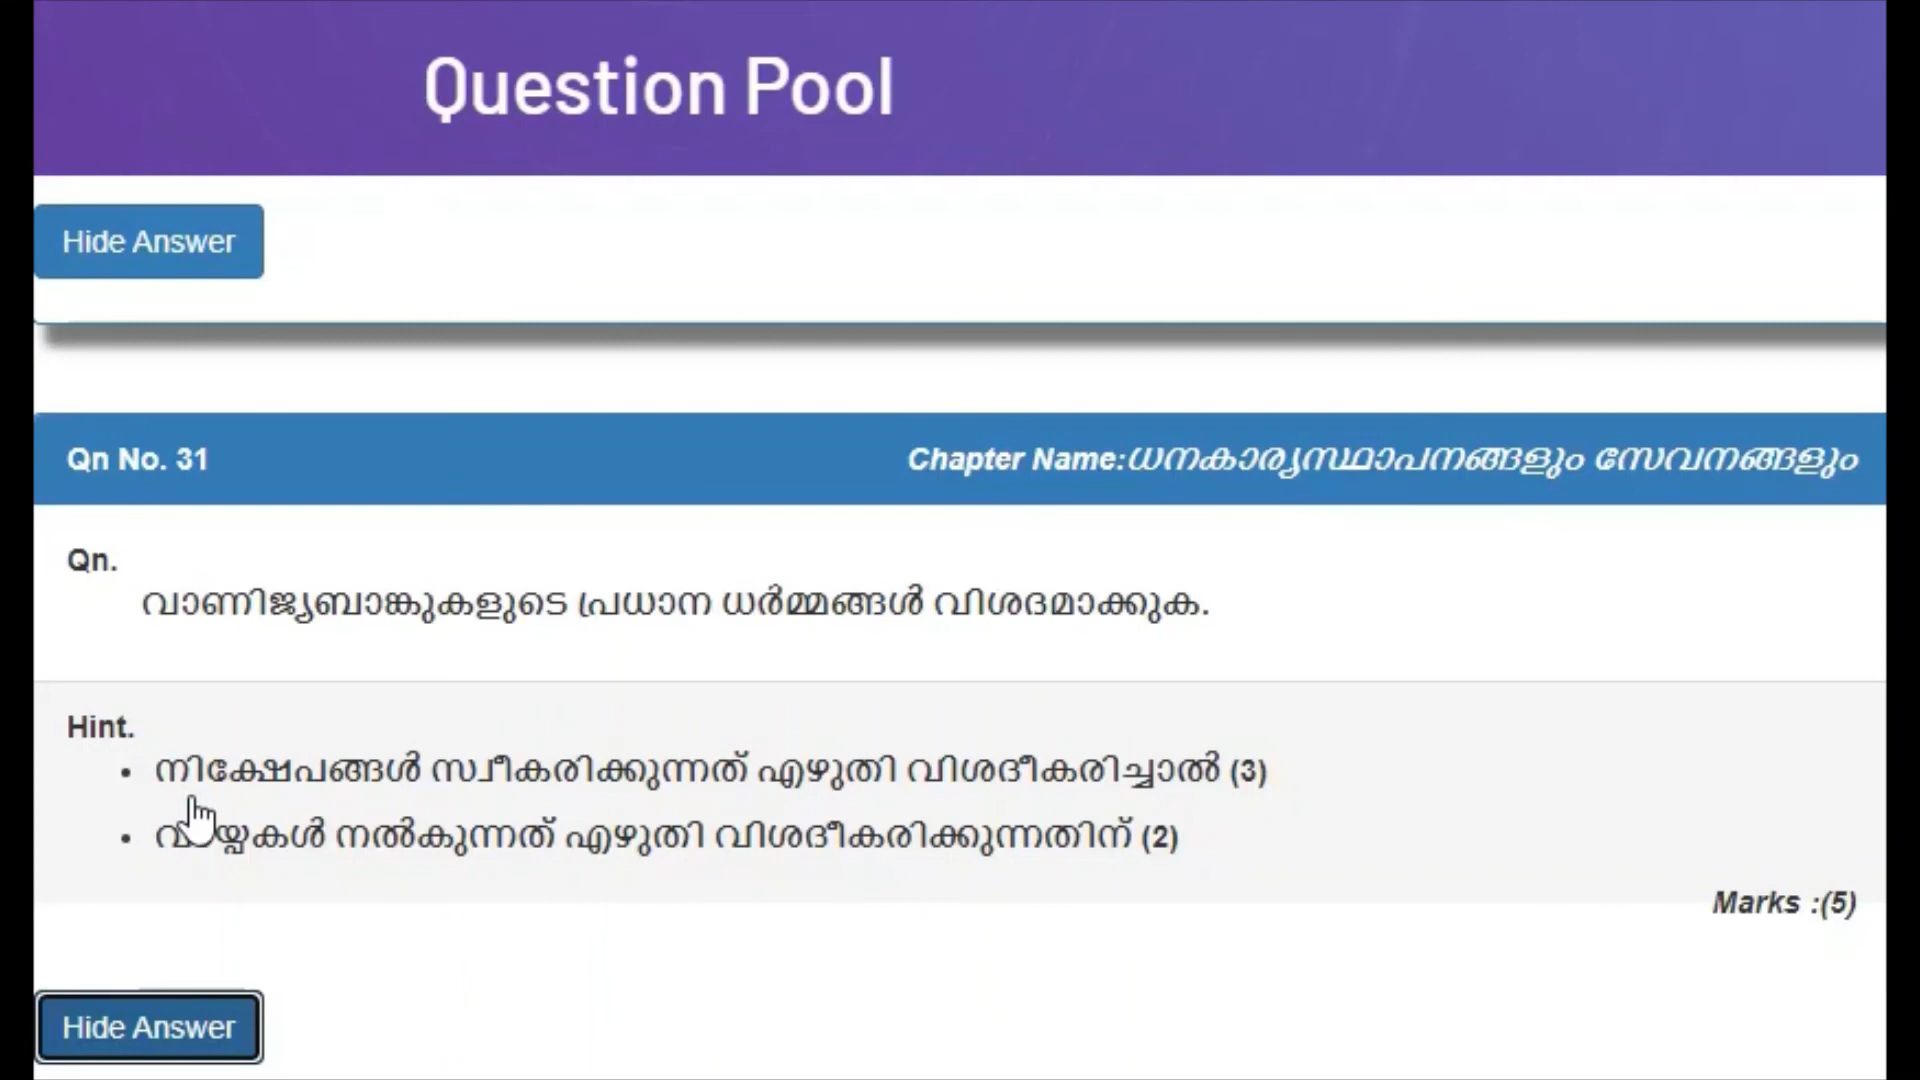 Question Pool
Hide Answer
Qn No. 31
Chapter Name:ധനകാര്യസ്ഥാപനങ്ങളും സേവനങ്ങളും
Qn.
വാണിജ്യബാങ്കുകളുടെ പ്രധാന ധർമ്മങ്ങൾ വിശദമാക്കുക.
Hint.
• നിക്ഷേപങ്ങൾ സ്വീകരിക്കുന്നത് എഴുതി വിശദീകരിച്ചാൽ (3)
• വായ്പകൾ നൽകുന്നത് എഴുതി വിശദീകരിക്കുന്നതിന് (2)
Marks :(5)
Hide Answer